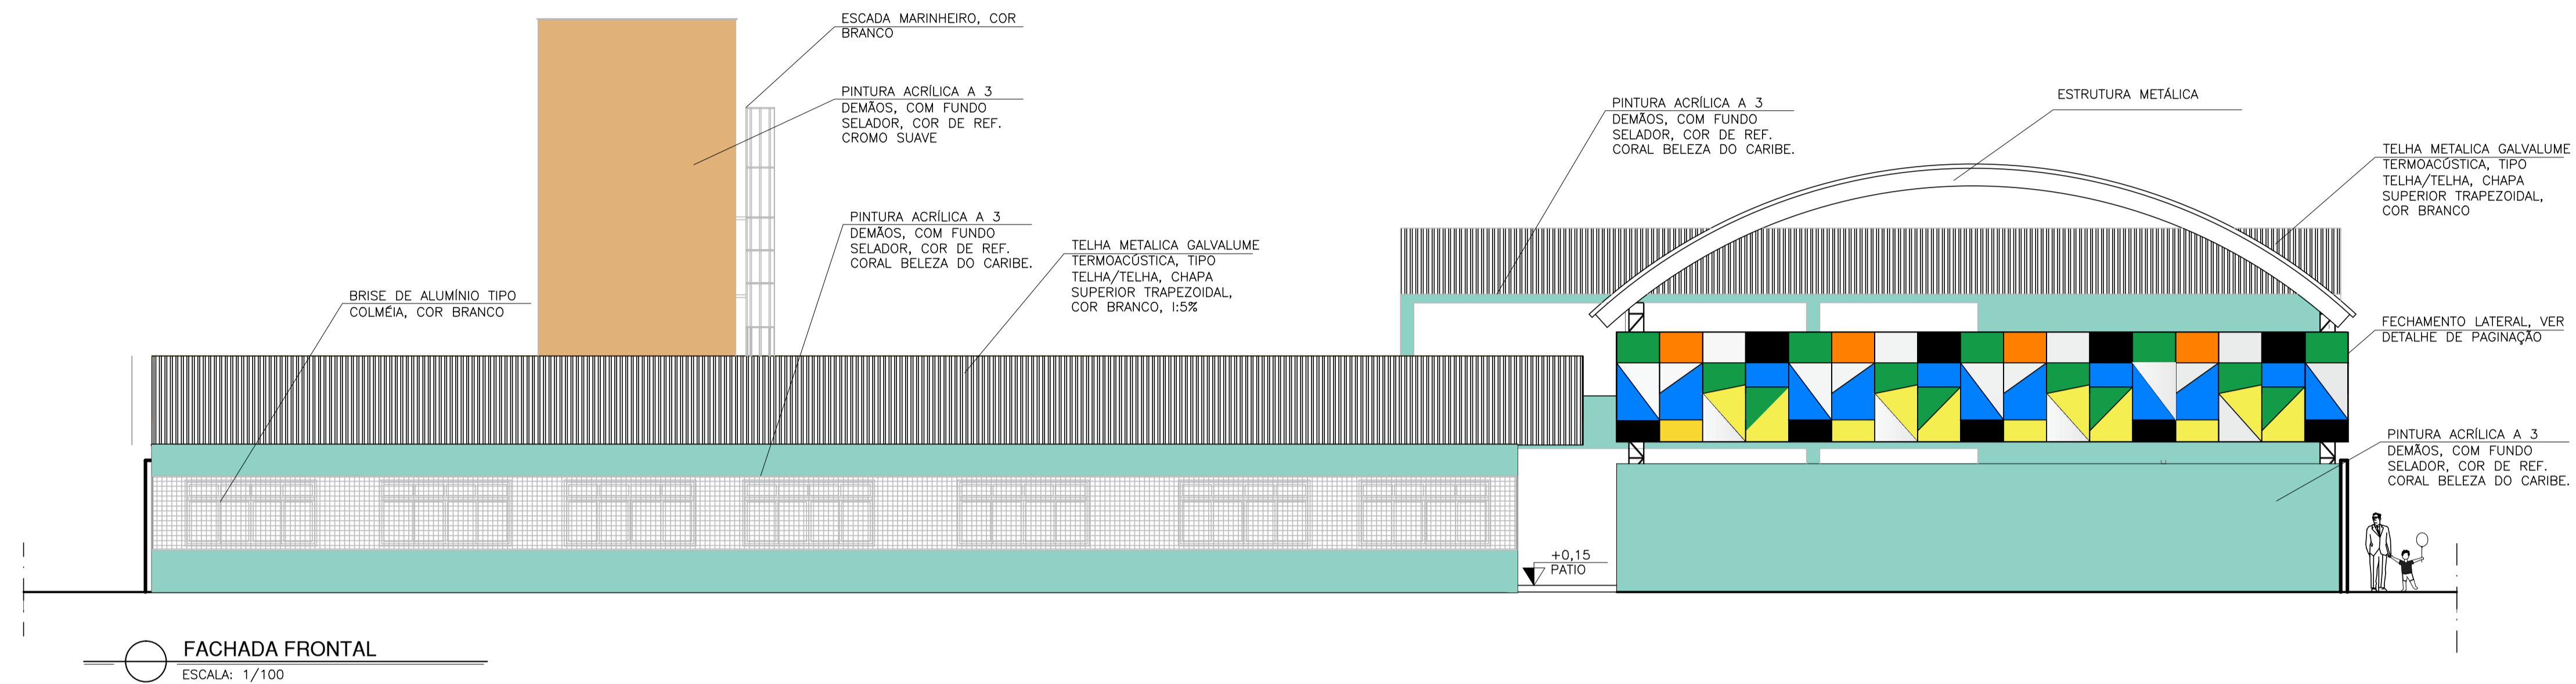 ESCADA MARINHEIRO, COR
BRANCO
PINTURA ACRÍLICA A 3
DEMÃOS, COM FUNDO
SELADOR, COR DE REF.
CROMO SUAVE
PINTURA ACRÍLICA A 3
DEMÃOS, COM FUNDO
SELADOR, COR DE REF.
CORAL BELEZA DO CARIBE.
TELHA METALICA GALVALUME
TERMOACÚSTICA, TIPO
TELHA/TELHA, CHAPA
SUPERIOR TRAPEZOIDAL,
COR BRANCO, I:5%
BRISE DE ALUMÍNIO TIPO
COLMÉIA, COR BRANCO
PINTURA ACRÍLICA A 3
DEMÃOS, COM FUNDO
SELADOR, COR DE REF.
CORAL BELEZA DO CARIBE.
ESTRUTURA METÁLICA
TELHA METALICA GALVALUME
TERMOACÚSTICA, TIPO
TELHA/TELHA, CHAPA
SUPERIOR TRAPEZOIDAL,
COR BRANCO
FECHAMENTO LATERAL, VER
DETALHE DE PAGINAÇÃO
PINTURA ACRÍLICA A 3
DEMÃOS, COM FUNDO
SELADOR, COR DE REF.
CORAL BELEZA DO CARIBE.
+0,15
PATIO
FACHADA FRONTAL
ESCALA: 1/100